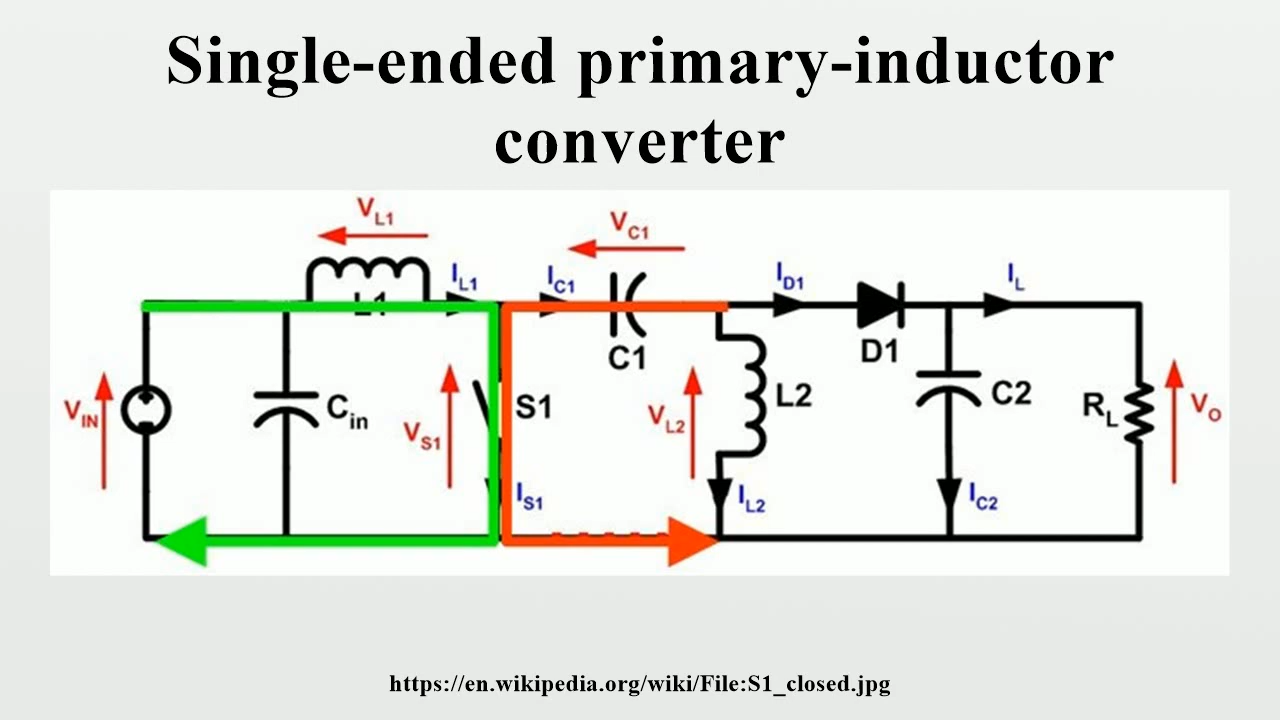 Single-ended primary-inductor
converter
VL1
VC1
IL1
IC1
ID1
IL
L1
C1
D1
VIN
Cin
VS1
S1
VL2
L2
C2
RL
VO
IS1
IL2
IC2
https://en.wikipedia.org/wiki/File:S1_closed.jpg